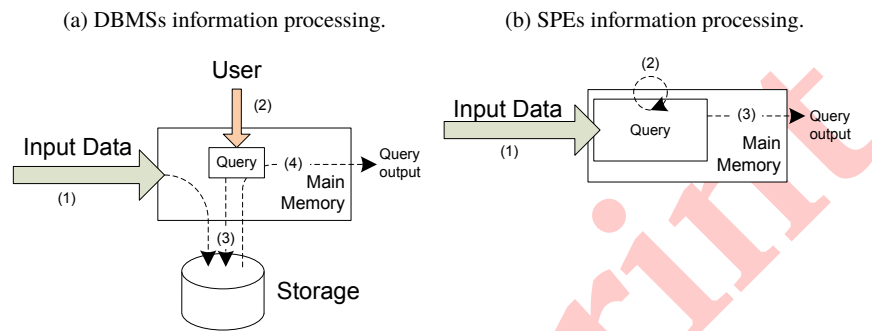 (a) DBMSs information processing.
User
(2)
Input Data
(1)
Query
(4)
Query
output
Main
Memory
(3)
Storage
(b) SPEs information processing.
(2)
Input Data
(1)
Query
(3)
Query
output
Main
Memory
rint